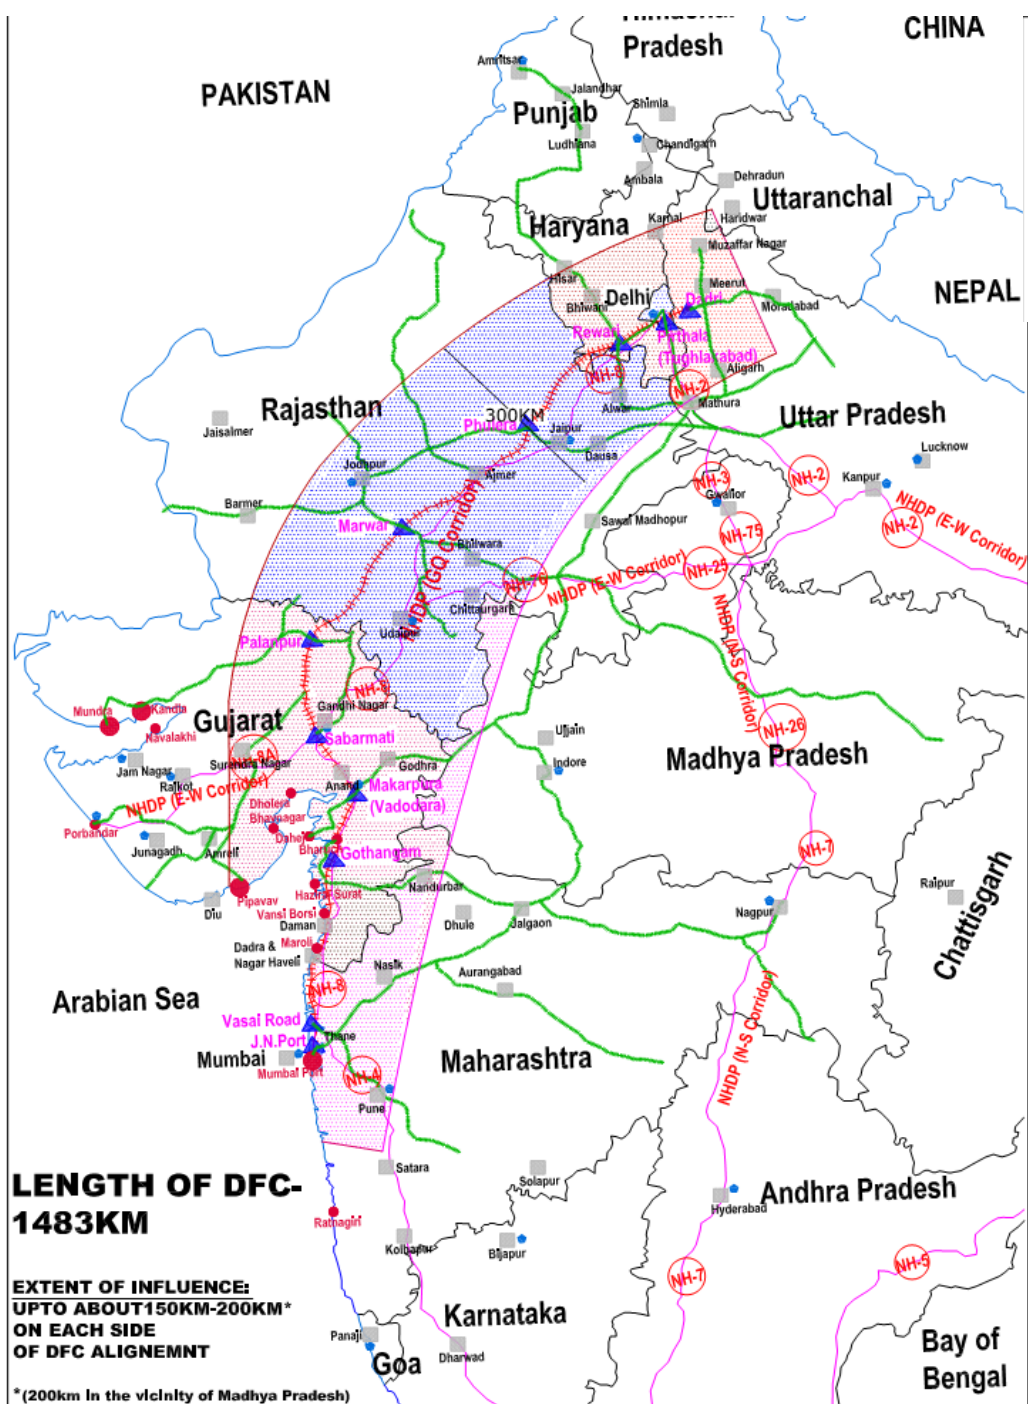 CHINA
Pradesh
PAKISTAN
Amritsar
Jalandhar
Punjab
Shimla
Ludhiana
Chandigarh
Ambala
Dehradun
Uttaranchal
Haridwar
Haryana
Karnal
Muzaffar Nagar
Hisar
Meerut
NEPAL
Bhiwani
Delhi
Dadri
Moradabad
Rewari
Pirthala
(Tughlakabad)
Aligarh
NH-8
NH-2
Alwar
Mathura
Rajasthan
300KM
Uttar Pradesh
Jaisalmer
Phulera
Jaipur
Dausa
Lucknow
Jodhpur
Ajmer
NH-3
NH-2
Kanpur
Gwalior
Barmer
NHDP (E-W Corridor)
NH-2
Marwar
Sawai Madhopur
NH-75
NHDP (GQ Corridor)
Bhilwara
NH-76
NHDP (E-W Corridor)
NH-25
Chittaurgarh
Udaipur
NHDP (N-S Corridor)
Palanpur
NH-8
Mundra
Kandla
Gandhi Nagar
Gujarat
Navalakhi
Sabarmati
NH-26
Ujjain
Madhya Pradesh
NH-8A
Surendra Nagar
Jam Nagar
Rajkot
Godhra
Indore
Anand
Makarpura
(Vadodara)
NHDP (E-W Corridor)
Dholera
Bhavnagar
Porbandar
Dahej
Bharuch
Junagadh
Amreli
Gothangam
NH-7
Nandurbar
Raipur
Pipavav
Hazira
Surat
Diu
Vansi Borsi
Daman
Dhule
Jalgaon
Nagpur
Chattisgarh
Dadra &
Nagar Haveli
Maroli
Nasik
Aurangabad
NH-8
Arabian Sea
Vasai Road
J.N.Port
Thane
Mumbai
Mumbai Port
Maharashtra
NHDP (N-S Corridor)
NH-4
Pune
Satara
Solapur
LENGTH OF DFC-
1483KM
Andhra Pradesh
Hyderabad
Ratnagiri
Kolhapur
Bijapur
NH-5
NH-7
EXTENT OF INFLUENCE:
UPTO ABOUT150KM-200KM*
ON EACH SIDE
OF DFC ALIGNEMNT
Karnataka
Panaji
Dharwad
Goa
Bay of
Bengal
*(200km in the vicinity of Madhya Pradesh)